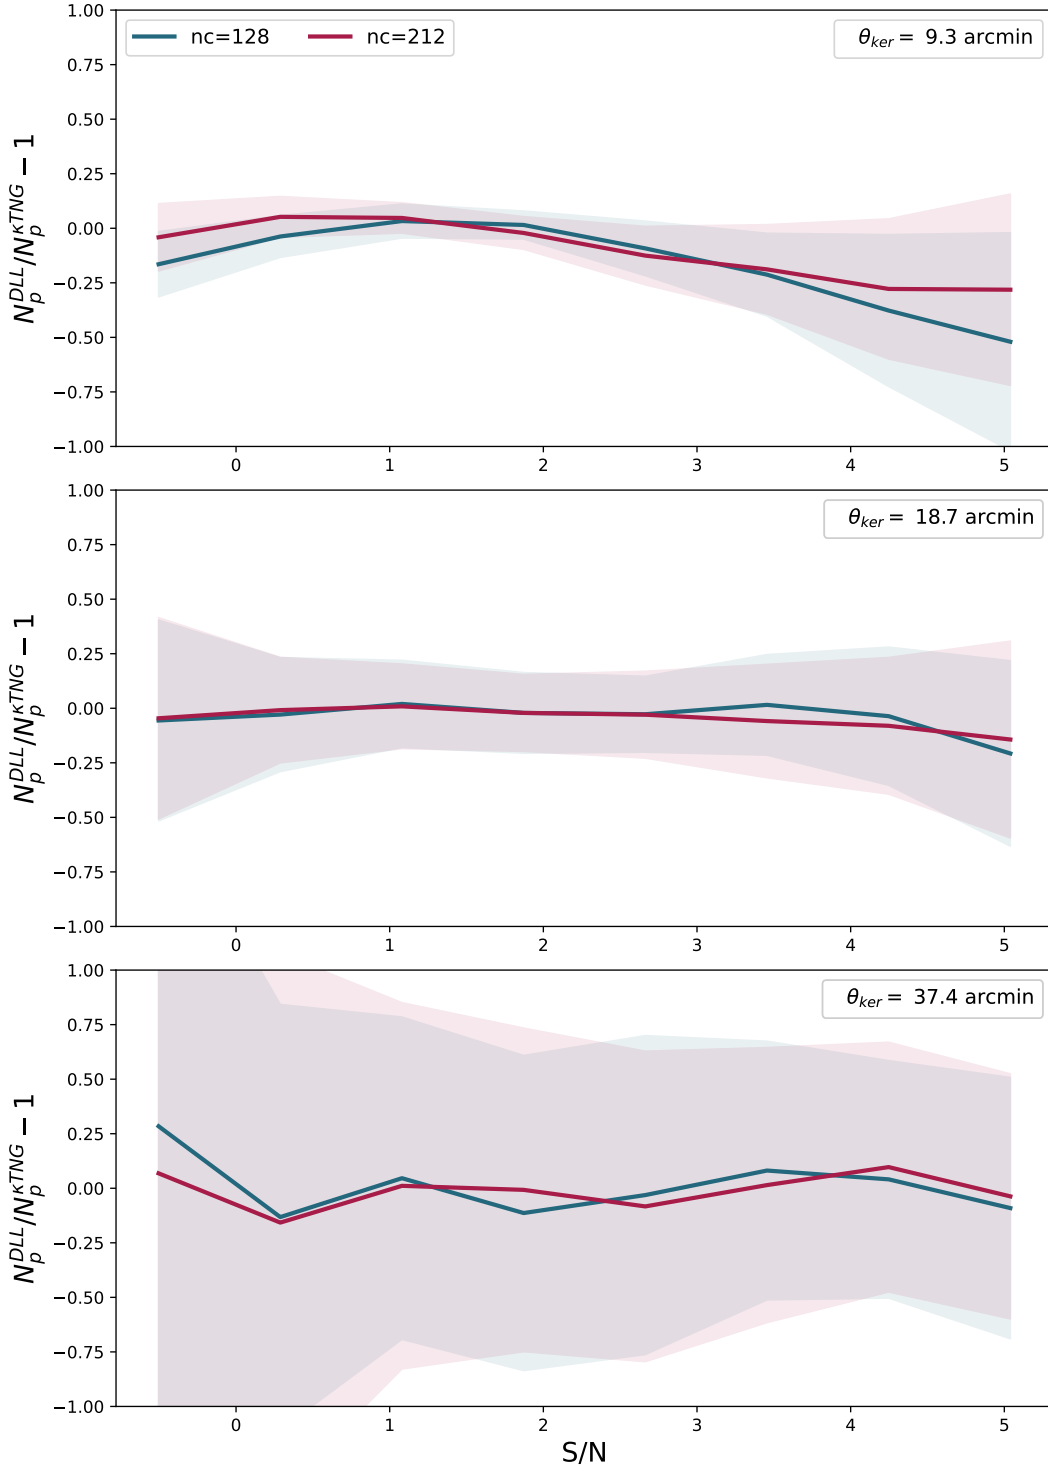 nc=128 nc=212 θ_ker = 9.3 arcmin
1.00
0.75
0.50
0.25
0.00
−0.25
−0.50
−0.75
−1.00
N_p^DLL/N_p^κTNG − 1
0 1 2 3 4 5
θ_ker = 18.7 arcmin
1.00
0.75
0.50
0.25
0.00
−0.25
−0.50
−0.75
−1.00
N_p^DLL/N_p^κTNG − 1
0 1 2 3 4 5
θ_ker = 37.4 arcmin
1.00
0.75
0.50
0.25
0.00
−0.25
−0.50
−0.75
−1.00
N_p^DLL/N_p^κTNG − 1
0 1 2 3 4 5
S/N